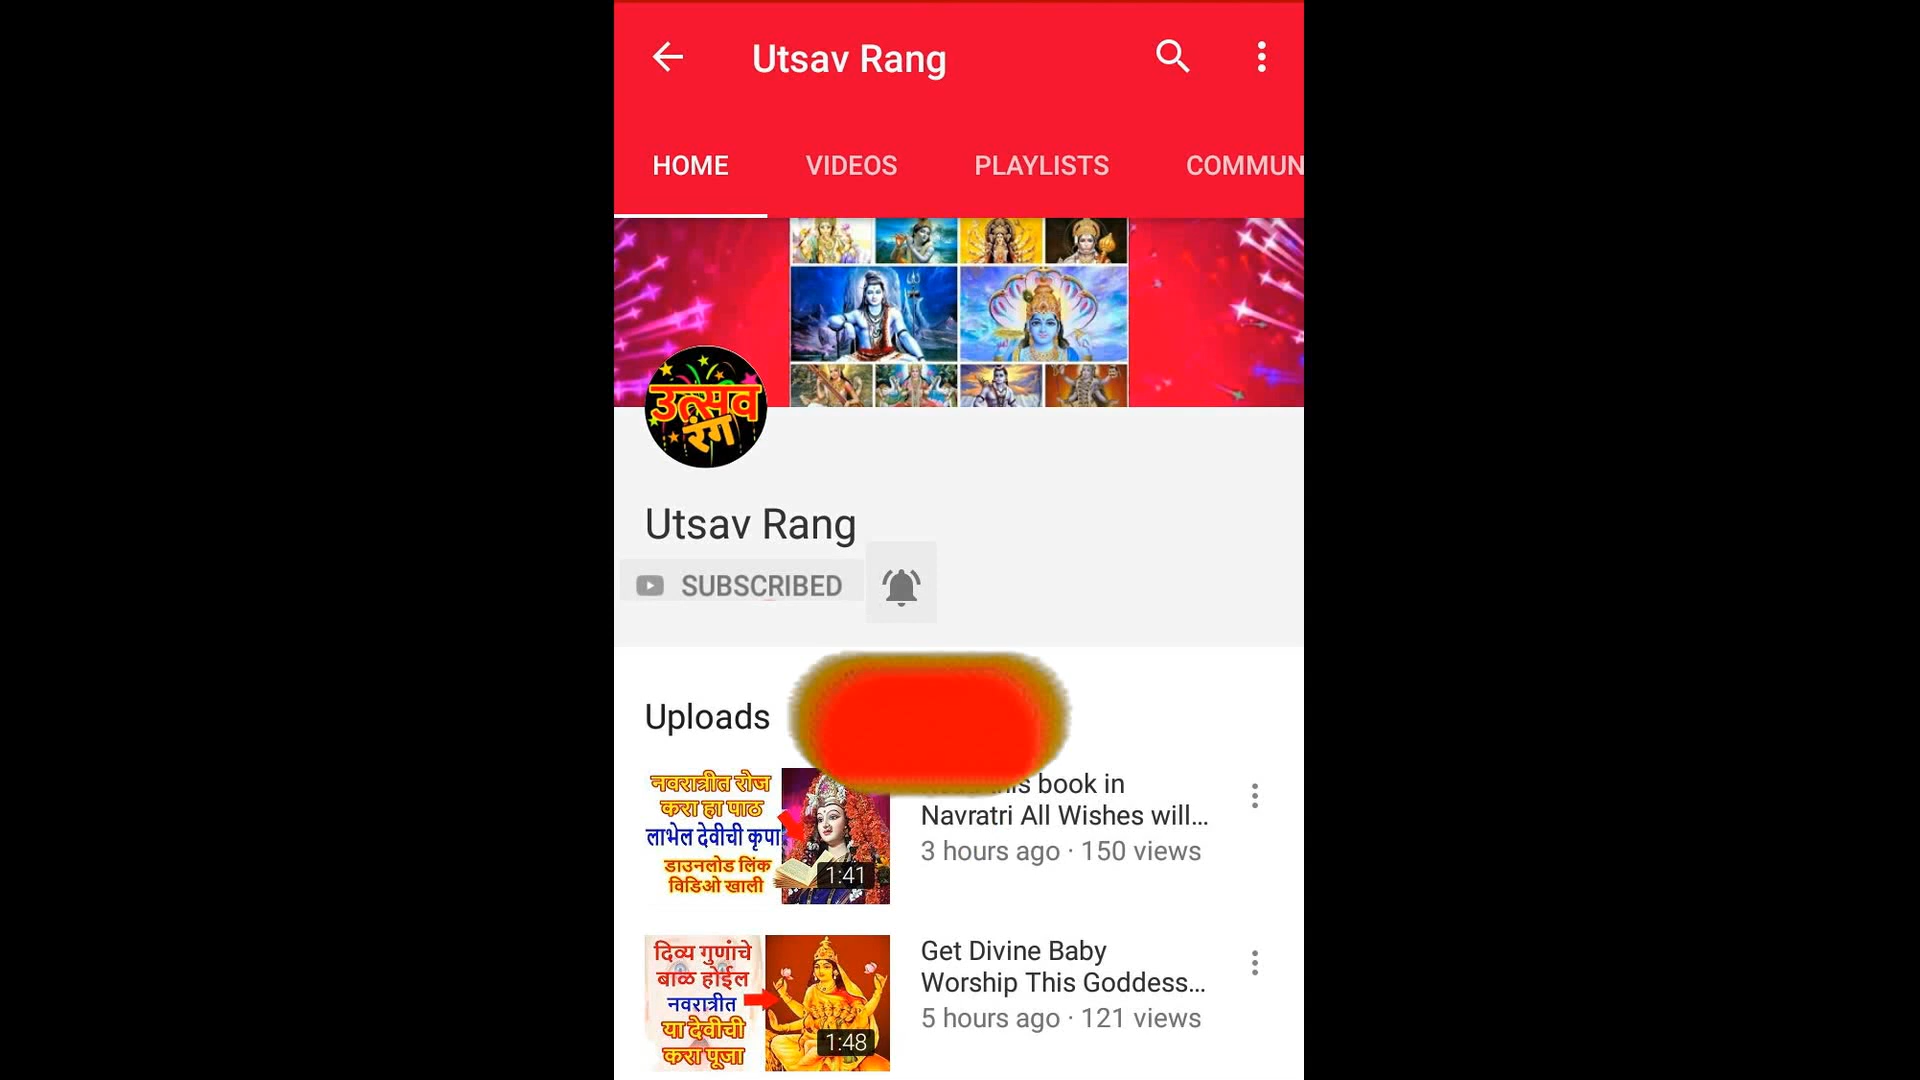 Utsav Rang
HOME VIDEOS PLAYLISTS COMMUN
उत्सव
रंग
Utsav Rang
SUBSCRIBED
Uploads
नवरात्रीत रोज
करा हा पाठ
लाभेल देवीची कृपा
डाउनलोड लिंक
विडिओ खाली
1:41
book in
Navratri All Wishes will...
3 hours ago · 150 views
दिव्य गुणांचे
बाळ होईल
नवरात्रीत
या देवीची
करा पूजा
1:48
Get Divine Baby
Worship This Goddess...
5 hours ago · 121 views